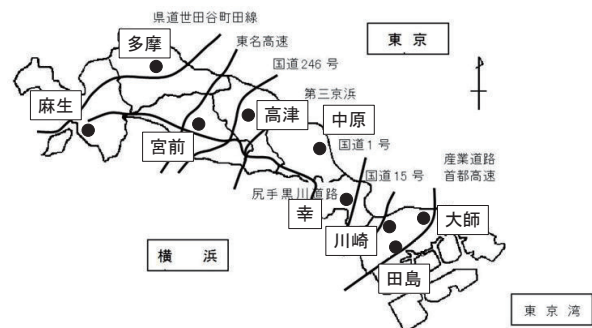 県道世田谷町田線
多摩
東名高速
東京
国道246号
麻生
高津
第三京浜
中原
宮前
国道1号
産業道路
首都高速
国道15号
尻手黒川道路
幸
大師
川崎
横浜
田島
東京湾